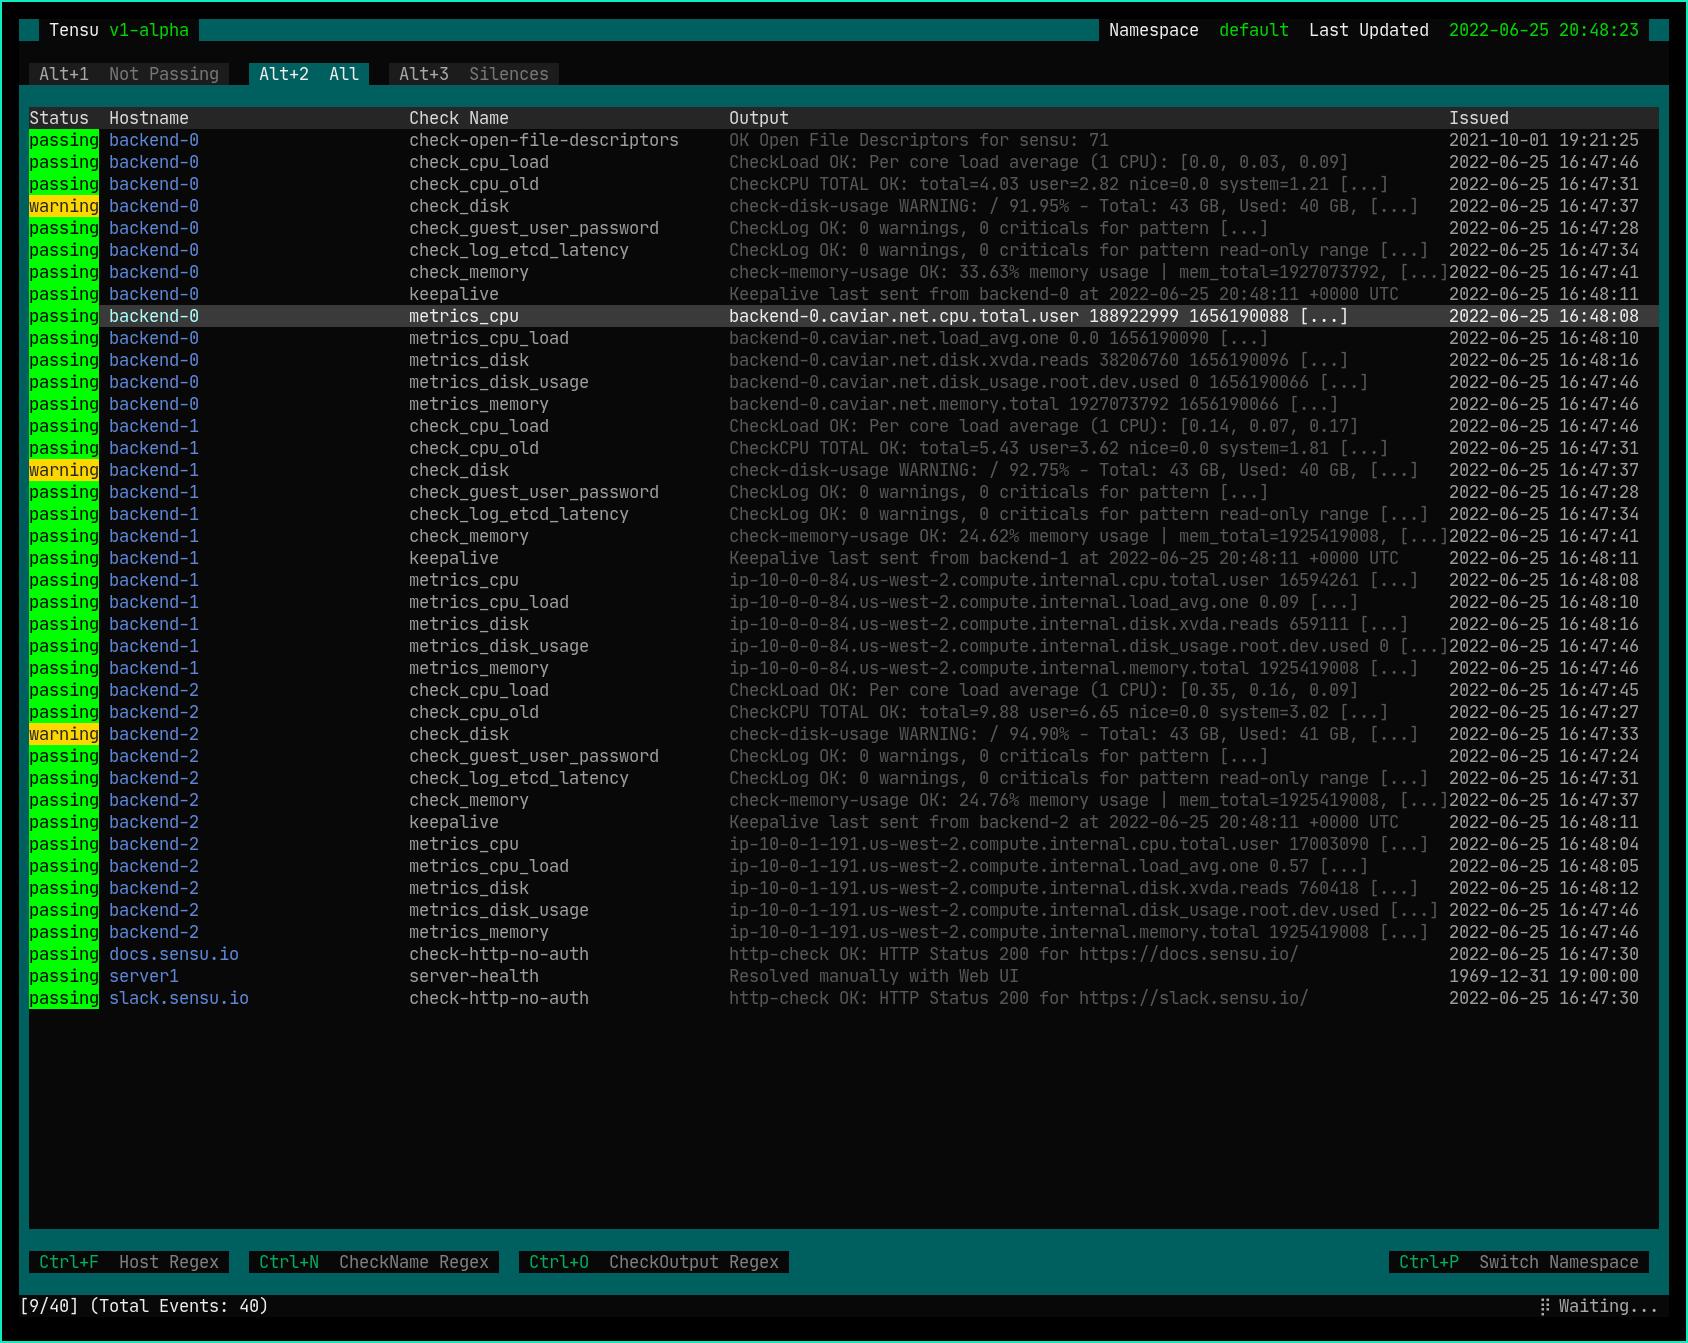 Tensu v1-alpha Namespace default Last Updated 2022-06-25 20:48:23
Alt+1 Not Passing Alt+2 All Alt+3 Silences
Status Hostname Check Name Output Issued
passing backend-0 check-open-file-descriptors OK Open File Descriptors for sensu: 71 2021-10-01 19:21:25
passing backend-0 check_cpu_load CheckLoad OK: Per core load average (1 CPU): [0.0, 0.03, 0.09] 2022-06-25 16:47:46
passing backend-0 check_cpu_old CheckCPU TOTAL OK: total=4.03 user=2.82 nice=0.0 system=1.21 [...] 2022-06-25 16:47:31
warning backend-0 check_disk check-disk-usage WARNING: / 91.95% - Total: 43 GB, Used: 40 GB, [...] 2022-06-25 16:47:37
passing backend-0 check_guest_user_password CheckLog OK: 0 warnings, 0 criticals for pattern [...] 2022-06-25 16:47:28
passing backend-0 check_log_etcd_latency CheckLog OK: 0 warnings, 0 criticals for pattern read-only range [...] 2022-06-25 16:47:34
passing backend-0 check_memory check-memory-usage OK: 33.63% memory usage | mem_total=1927073792, [...]2022-06-25 16:47:41
passing backend-0 keepalive Keepalive last sent from backend-0 at 2022-06-25 20:48:11 +0000 UTC 2022-06-25 16:48:11
passing backend-0 metrics_cpu backend-0.caviar.net.cpu.total.user 188922999 1656190088 [...] 2022-06-25 16:48:08
passing backend-0 metrics_cpu_load backend-0.caviar.net.load_avg.one 0.0 1656190090 [...] 2022-06-25 16:48:10
passing backend-0 metrics_disk backend-0.caviar.net.disk.xvda.reads 38206760 1656190096 [...] 2022-06-25 16:48:16
passing backend-0 metrics_disk_usage backend-0.caviar.net.disk_usage.root.dev.used 0 1656190066 [...] 2022-06-25 16:47:46
passing backend-0 metrics_memory backend-0.caviar.net.memory.total 1927073792 1656190066 [...] 2022-06-25 16:47:46
passing backend-1 check_cpu_load CheckLoad OK: Per core load average (1 CPU): [0.14, 0.07, 0.17] 2022-06-25 16:47:46
passing backend-1 check_cpu_old CheckCPU TOTAL OK: total=5.43 user=3.62 nice=0.0 system=1.81 [...] 2022-06-25 16:47:31
warning backend-1 check_disk check-disk-usage WARNING: / 92.75% - Total: 43 GB, Used: 40 GB, [...] 2022-06-25 16:47:37
passing backend-1 check_guest_user_password CheckLog OK: 0 warnings, 0 criticals for pattern [...] 2022-06-25 16:47:28
passing backend-1 check_log_etcd_latency CheckLog OK: 0 warnings, 0 criticals for pattern read-only range [...] 2022-06-25 16:47:34
passing backend-1 check_memory check-memory-usage OK: 24.62% memory usage | mem_total=1925419008, [...]2022-06-25 16:47:41
passing backend-1 keepalive Keepalive last sent from backend-1 at 2022-06-25 20:48:11 +0000 UTC 2022-06-25 16:48:11
passing backend-1 metrics_cpu ip-10-0-0-84.us-west-2.compute.internal.cpu.total.user 16594261 [...] 2022-06-25 16:48:08
passing backend-1 metrics_cpu_load ip-10-0-0-84.us-west-2.compute.internal.load_avg.one 0.09 [...] 2022-06-25 16:48:10
passing backend-1 metrics_disk ip-10-0-0-84.us-west-2.compute.internal.disk.xvda.reads 659111 [...] 2022-06-25 16:48:16
passing backend-1 metrics_disk_usage ip-10-0-0-84.us-west-2.compute.internal.disk_usage.root.dev.used 0 [...]2022-06-25 16:47:46
passing backend-1 metrics_memory ip-10-0-0-84.us-west-2.compute.internal.memory.total 1925419008 [...] 2022-06-25 16:47:46
passing backend-2 check_cpu_load CheckLoad OK: Per core load average (1 CPU): [0.35, 0.16, 0.09] 2022-06-25 16:47:45
passing backend-2 check_cpu_old CheckCPU TOTAL OK: total=9.88 user=6.65 nice=0.0 system=3.02 [...] 2022-06-25 16:47:27
warning backend-2 check_disk check-disk-usage WARNING: / 94.90% - Total: 43 GB, Used: 41 GB, [...] 2022-06-25 16:47:33
passing backend-2 check_guest_user_password CheckLog OK: 0 warnings, 0 criticals for pattern [...] 2022-06-25 16:47:24
passing backend-2 check_log_etcd_latency CheckLog OK: 0 warnings, 0 criticals for pattern read-only range [...] 2022-06-25 16:47:31
passing backend-2 check_memory check-memory-usage OK: 24.76% memory usage | mem_total=1925419008, [...]2022-06-25 16:47:37
passing backend-2 keepalive Keepalive last sent from backend-2 at 2022-06-25 20:48:11 +0000 UTC 2022-06-25 16:48:11
passing backend-2 metrics_cpu ip-10-0-1-191.us-west-2.compute.internal.cpu.total.user 17003090 [...] 2022-06-25 16:48:04
passing backend-2 metrics_cpu_load ip-10-0-1-191.us-west-2.compute.internal.load_avg.one 0.57 [...] 2022-06-25 16:48:05
passing backend-2 metrics_disk ip-10-0-1-191.us-west-2.compute.internal.disk.xvda.reads 760418 [...] 2022-06-25 16:48:12
passing backend-2 metrics_disk_usage ip-10-0-1-191.us-west-2.compute.internal.disk_usage.root.dev.used [...] 2022-06-25 16:47:46
passing backend-2 metrics_memory ip-10-0-1-191.us-west-2.compute.internal.memory.total 1925419008 [...] 2022-06-25 16:47:46
passing docs.sensu.io check-http-no-auth http-check OK: HTTP Status 200 for https://docs.sensu.io/ 2022-06-25 16:47:30
passing server1 server-health Resolved manually with Web UI 1969-12-31 19:00:00
passing slack.sensu.io check-http-no-auth http-check OK: HTTP Status 200 for https://slack.sensu.io/ 2022-06-25 16:47:30
Ctrl+F Host Regex Ctrl+N CheckName Regex Ctrl+O CheckOutput Regex Ctrl+P Switch Namespace
[9/40] (Total Events: 40) Waiting...